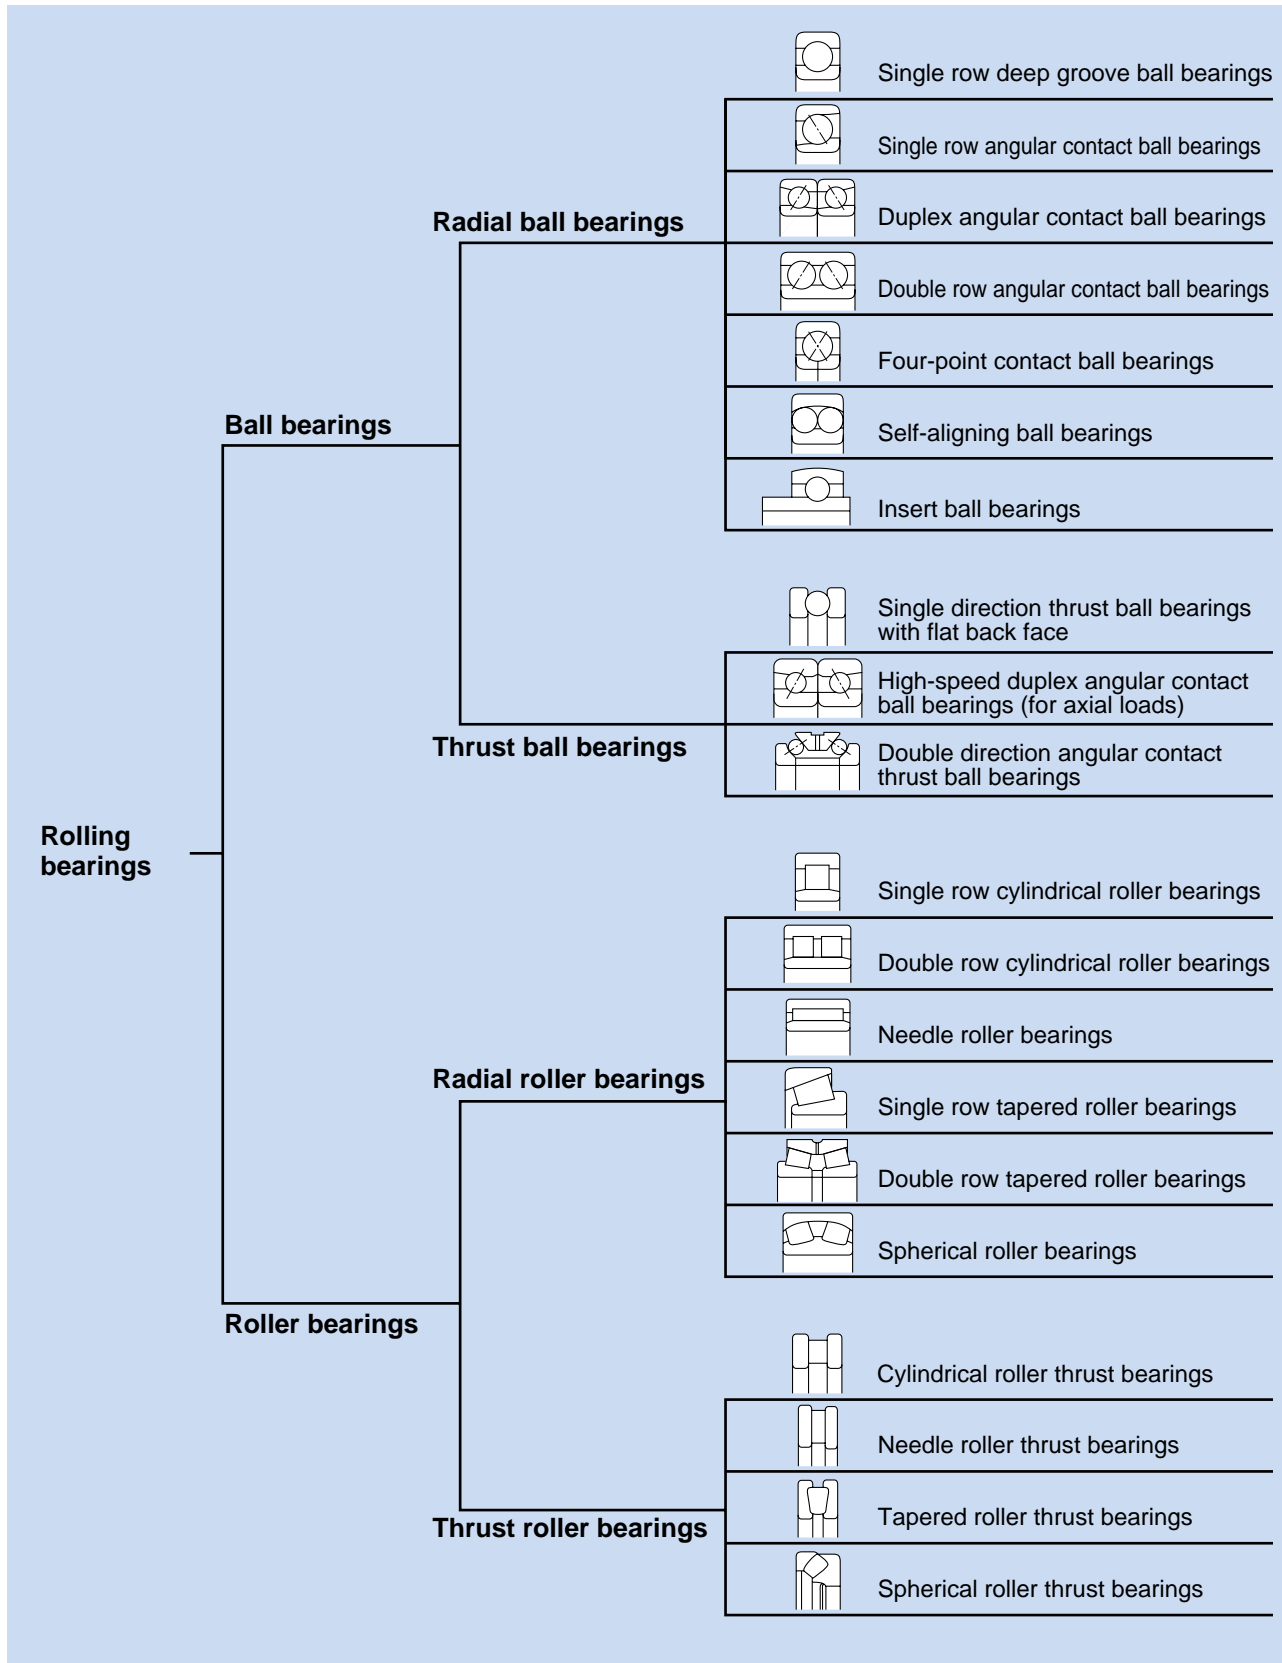 Rolling
bearings
Ball bearings
Radial ball bearings
Single row deep groove ball bearings
Single row angular contact ball bearings
Duplex angular contact ball bearings
Double row angular contact ball bearings
Four-point contact ball bearings
Self-aligning ball bearings
Insert ball bearings
Thrust ball bearings
Single direction thrust ball bearings
with flat back face
High-speed duplex angular contact
ball bearings (for axial loads)
Double direction angular contact
thrust ball bearings
Roller bearings
Radial roller bearings
Single row cylindrical roller bearings
Double row cylindrical roller bearings
Needle roller bearings
Single row tapered roller bearings
Double row tapered roller bearings
Spherical roller bearings
Thrust roller bearings
Cylindrical roller thrust bearings
Needle roller thrust bearings
Tapered roller thrust bearings
Spherical roller thrust bearings